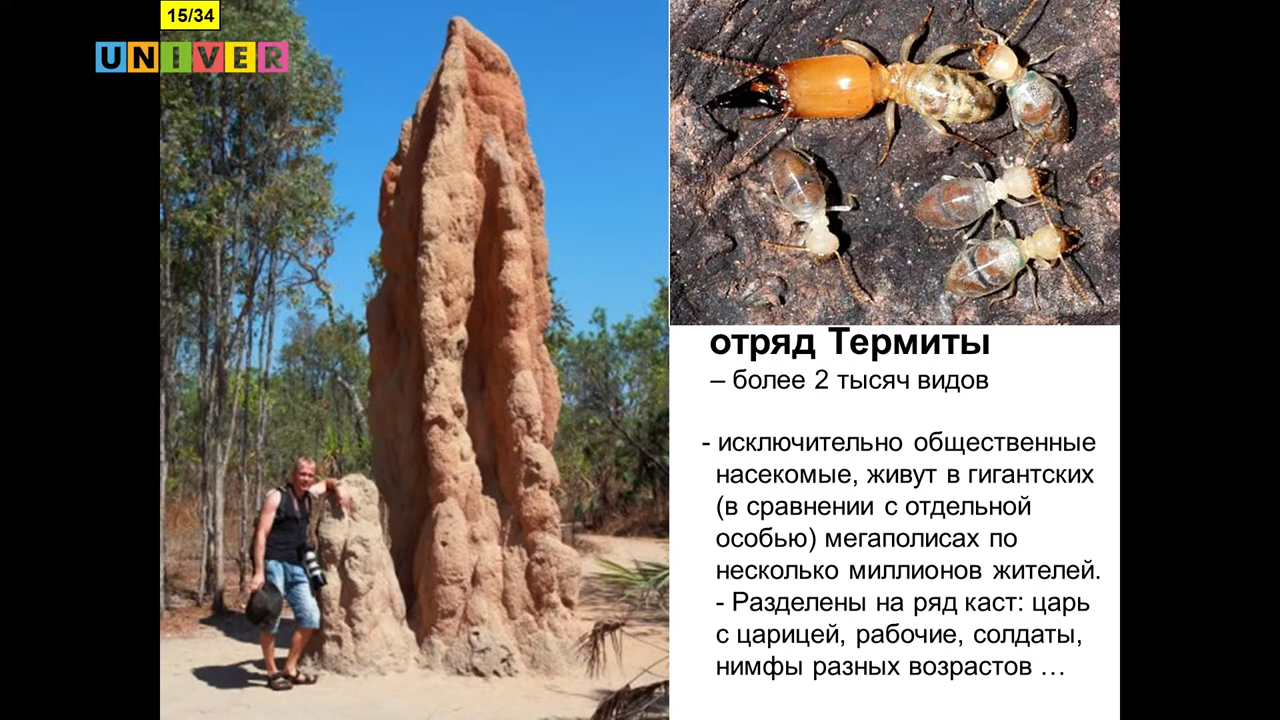 15/34
UNIVER
отряд Термиты
– более 2 тысяч видов
- исключительно общественные
насекомые, живут в гигантских
(в сравнении с отдельной
особью) мегаполисах по
несколько миллионов жителей.
- Разделены на ряд каст: царь
с царицей, рабочие, солдаты,
нимфы разных возрастов …